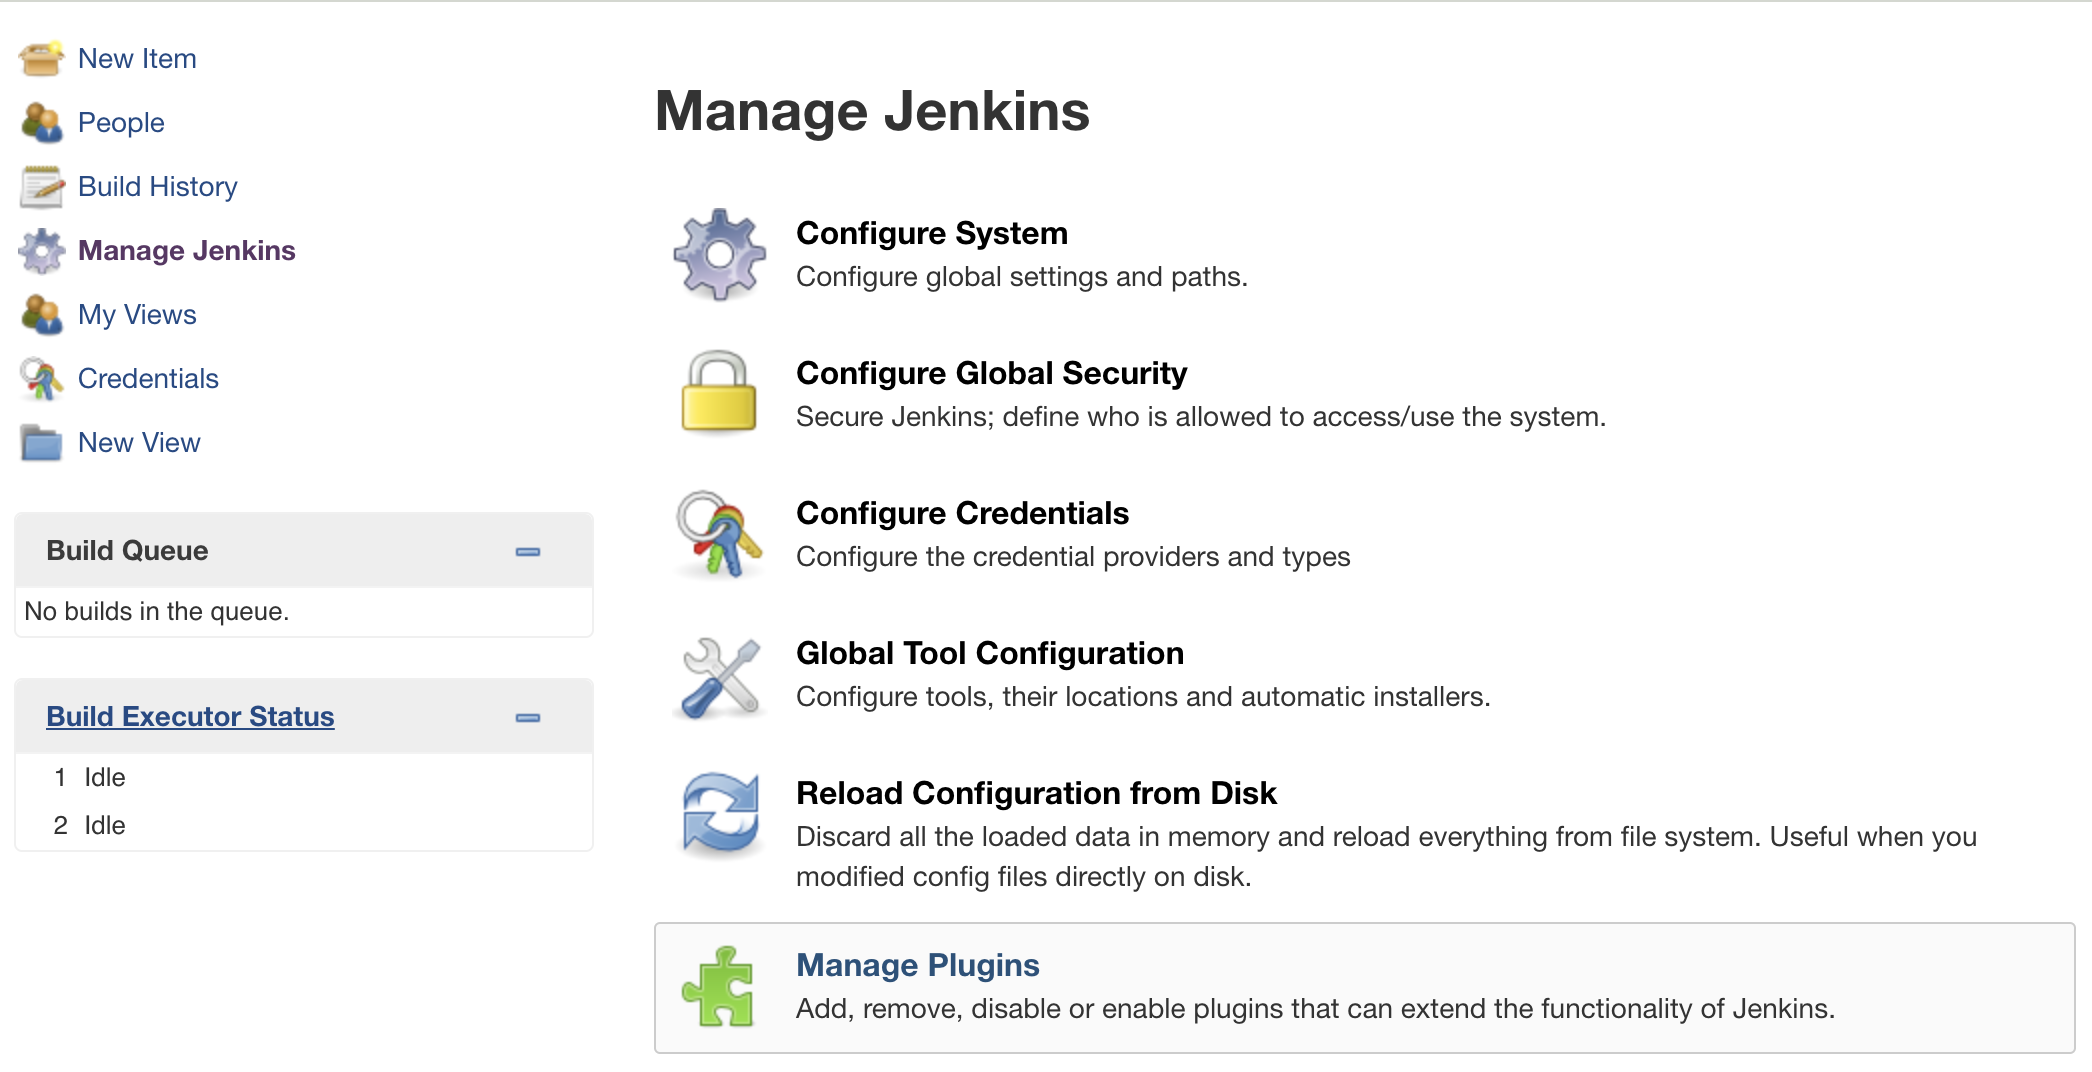 New Item
People
Build History
Manage Jenkins
My Views
Credentials
New View
Build Queue
No builds in the queue.
Build Executor Status
1 Idle
2 Idle
Manage Jenkins
Configure System
Configure global settings and paths.
Configure Global Security
Secure Jenkins; define who is allowed to access/use the system.
Configure Credentials
Configure the credential providers and types
Global Tool Configuration
Configure tools, their locations and automatic installers.
Reload Configuration from Disk
Discard all the loaded data in memory and reload everything from file system. Useful when you
modified config files directly on disk.
Manage Plugins
Add, remove, disable or enable plugins that can extend the functionality of Jenkins.